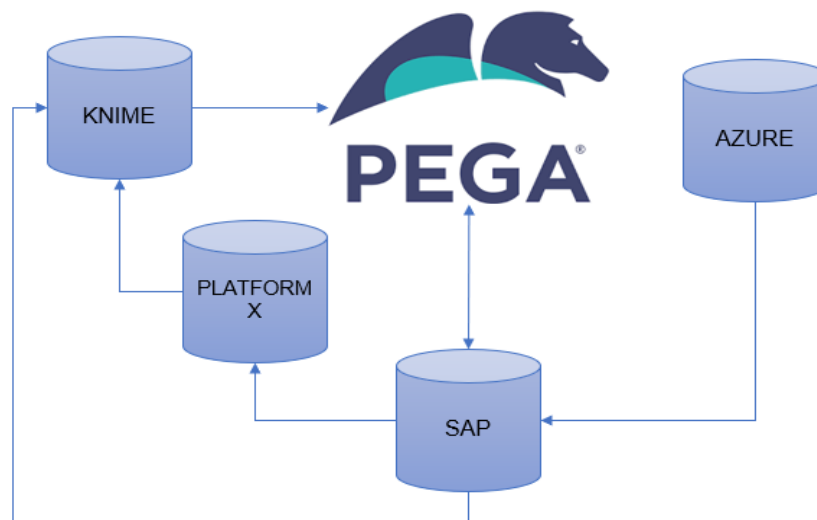 KNIME
PEGA®
AZURE
PLATFORM
X
SAP